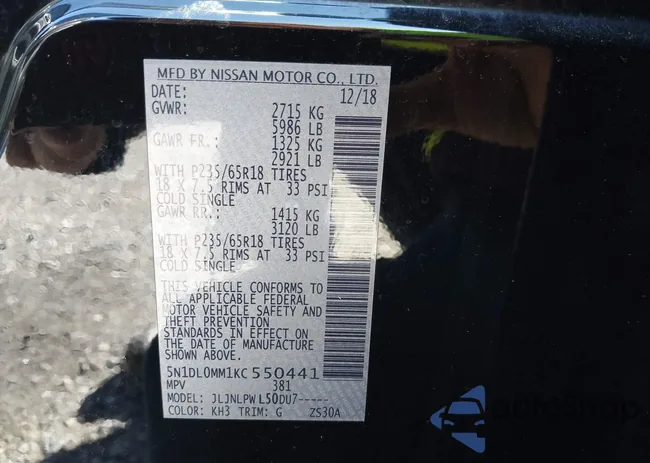 MFD BY NISSAN MOTOR CO., LTD.
DATE: 12/18
GVWR: 2715 KG
5986 LB
GAWR FR.: 1325 KG
2921 LB
WITH P235/65R18 TIRES
18 X 7.5 RIMS AT 33 PSI
COLD SINGLE
GAWR RR.: 1415 KG
3120 LB
WITH P235/65R18 TIRES
18 X 7.5 RIMS AT 33 PSI
COLD SINGLE
THIS VEHICLE CONFORMS TO
ALL APPLICABLE FEDERAL
MOTOR VEHICLE SAFETY AND
THEFT PREVENTION
STANDARDS IN EFFECT ON
THE DATE OF MANUFACTURE
SHOWN ABOVE.
5N1DL0MM1KC550441
MPV 381
MODEL: JLJNLPWL50DU7-----
COLOR: KH3 TRIM: G ZS30A
autosnap